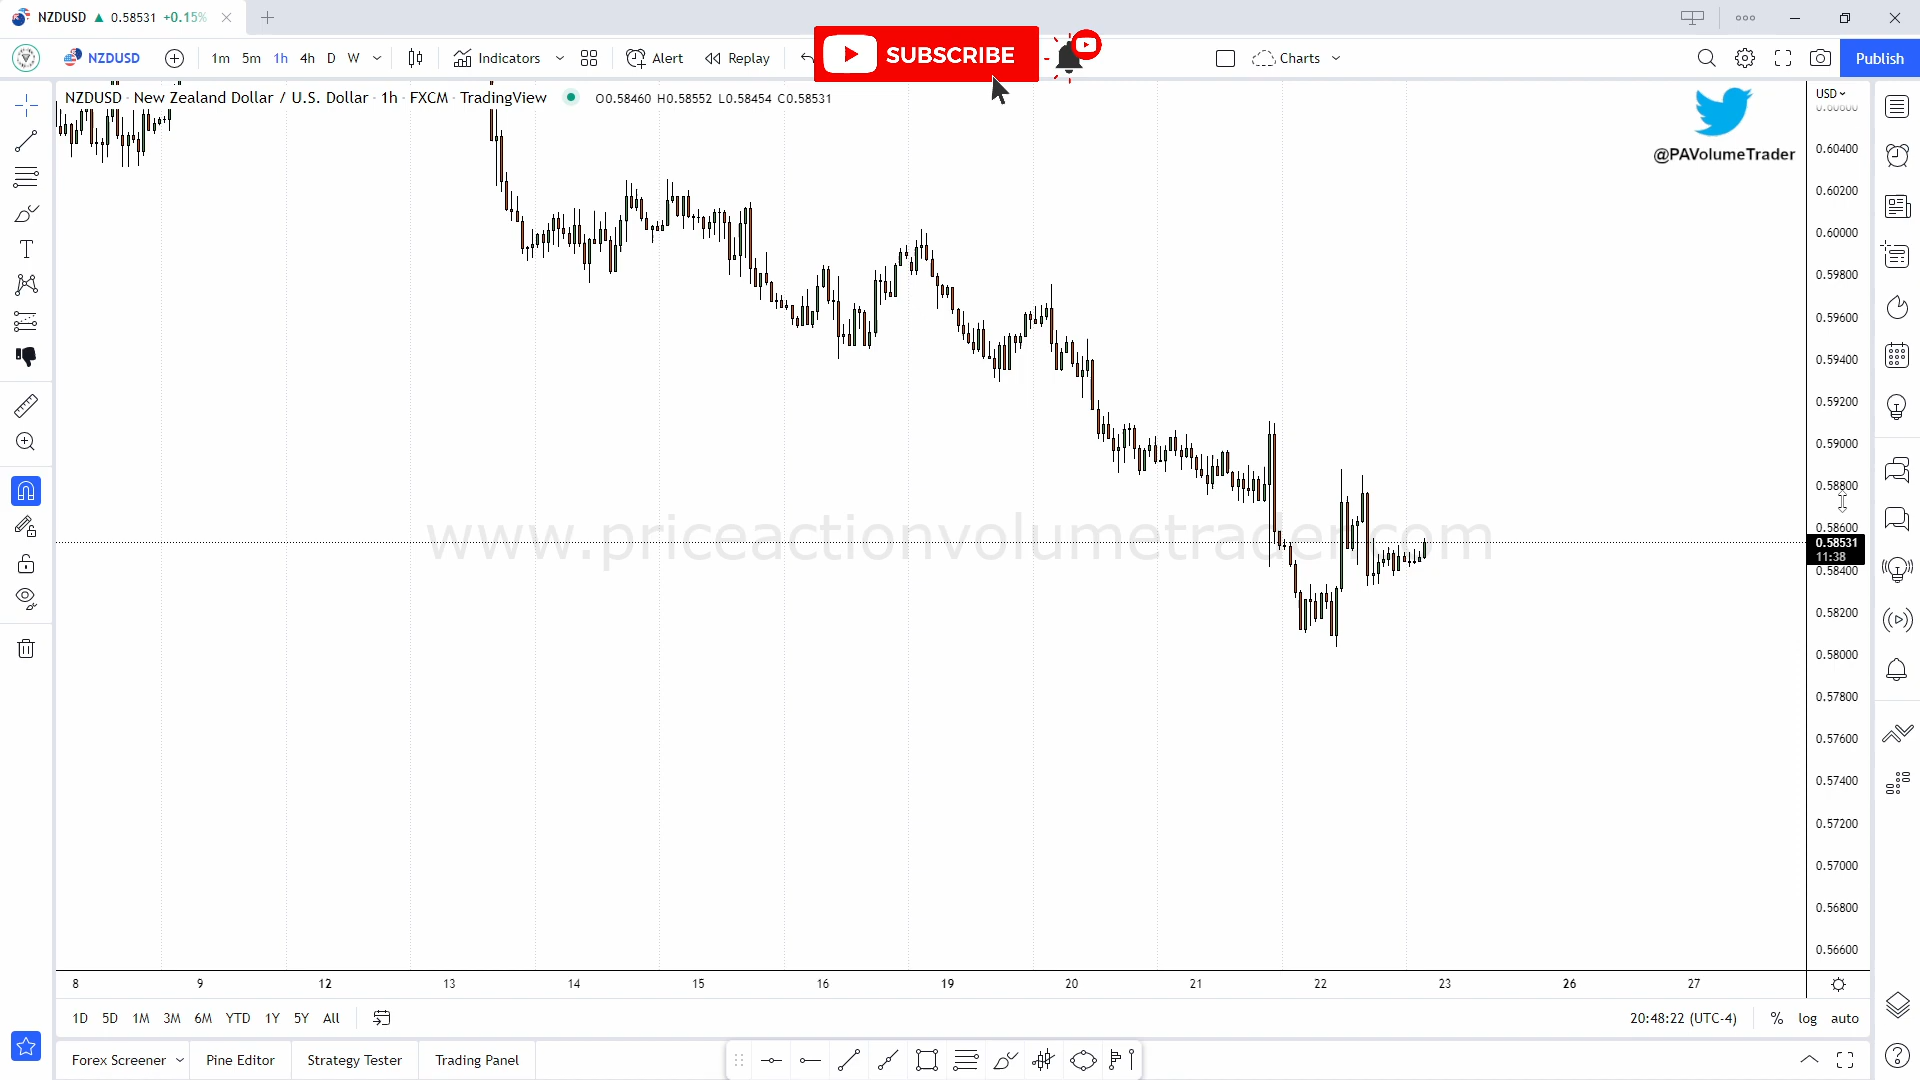 NZDUSD ▲ 0.58531 +0.15%
NZDUSD 1m 5m 1h 4h D W Indicators Alert Replay SUBSCRIBE Charts Publish
NZDUSD · New Zealand Dollar / U.S. Dollar · 1h · FXCM · TradingView O0.58460 H0.58552 L0.58454 C0.58531
USD
@PAVolumeTrader
0.60600
0.60400
0.60200
0.60000
0.59800
0.59600
0.59400
0.59200
0.59000
0.58800
0.58600
www.priceactionvolumetrader.com
0.58531
11:38
0.58400
0.58200
0.58000
0.57800
0.57600
0.57400
0.57200
0.57000
0.56800
0.56600
8 9 12 13 14 15 16 19 20 21 22 23 26 27
1D 5D 1M 3M 6M YTD 1Y 5Y All 20:48:22 (UTC-4) % log auto
Forex Screener Pine Editor Strategy Tester Trading Panel